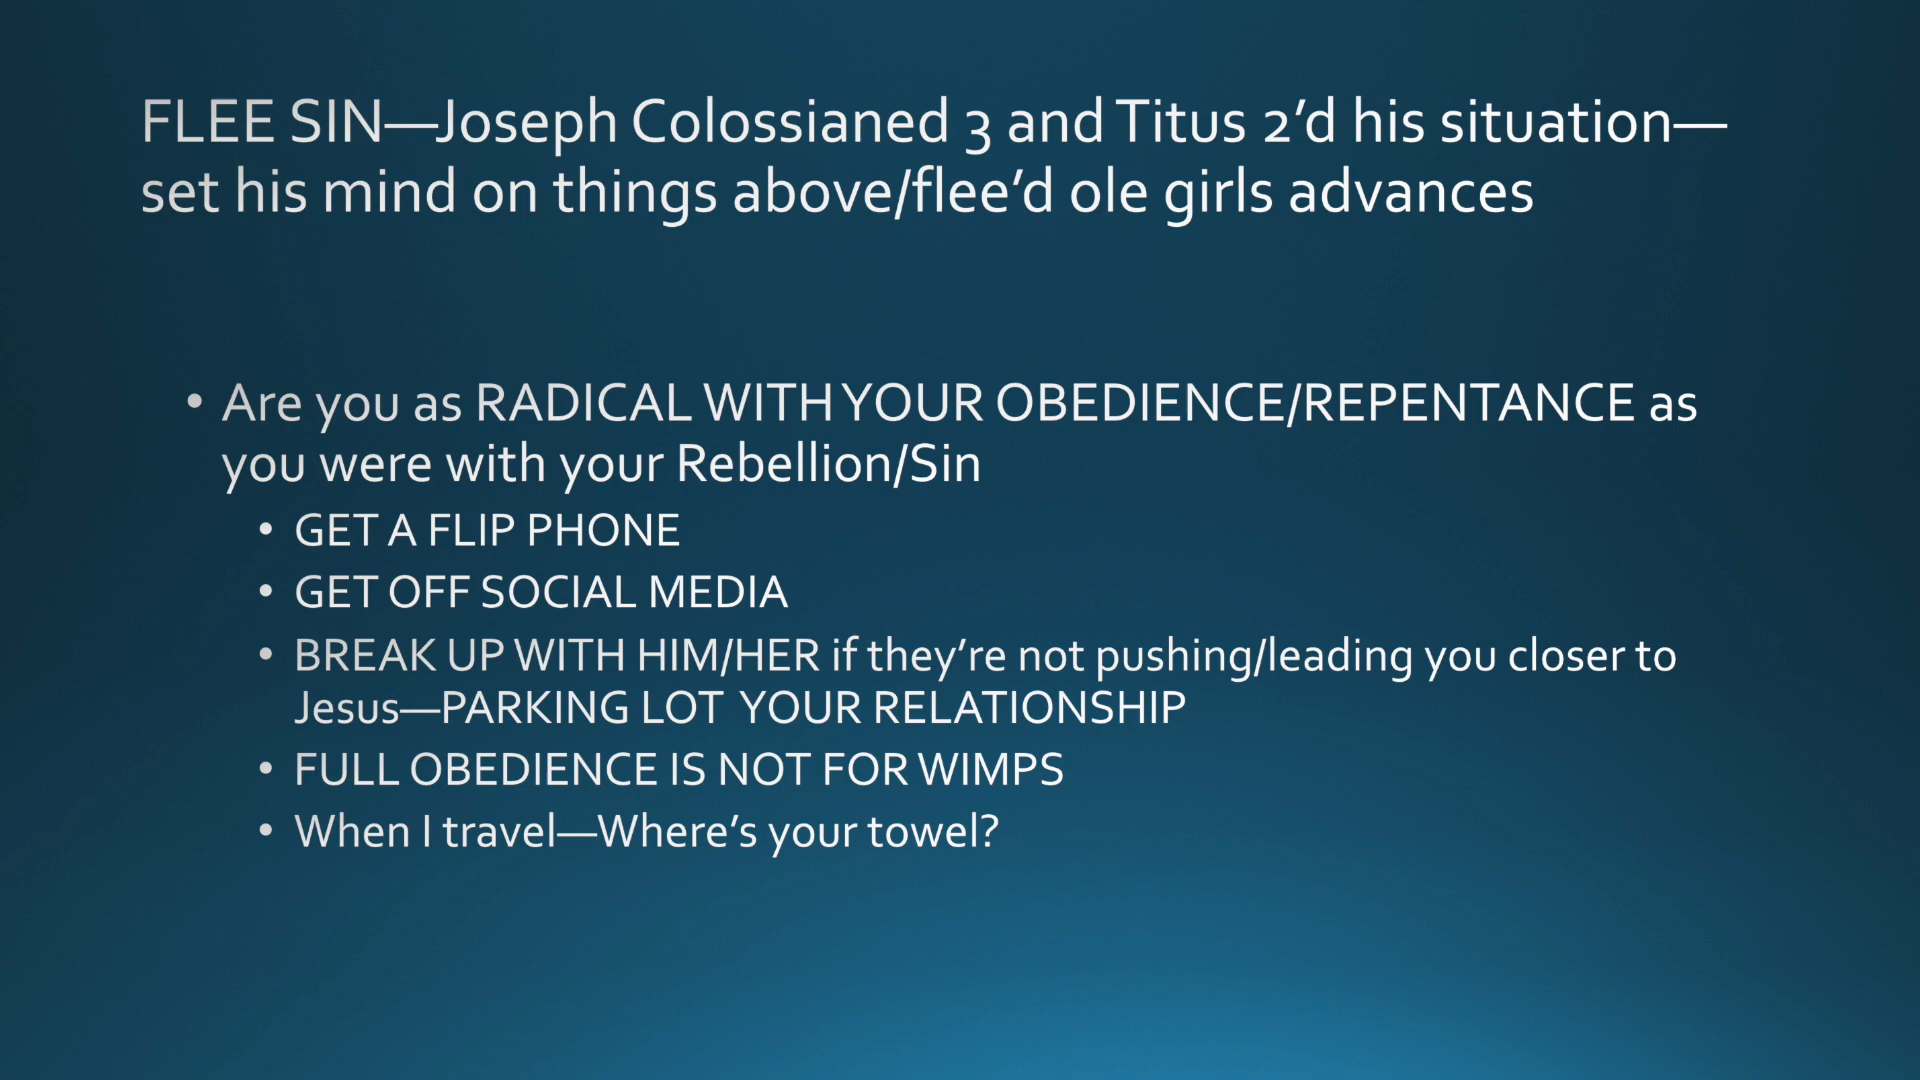 FLEE SIN—Joseph Colossianed 3 and Titus 2’d his situation—
set his mind on things above/flee’d ole girls advances
• Are you as RADICAL WITH YOUR OBEDIENCE/REPENTANCE as
you were with your Rebellion/Sin
• GET A FLIP PHONE
• GET OFF SOCIAL MEDIA
• BREAK UP WITH HIM/HER if they’re not pushing/leading you closer to
Jesus—PARKING LOT YOUR RELATIONSHIP
• FULL OBEDIENCE IS NOT FOR WIMPS
• When I travel—Where’s your towel?